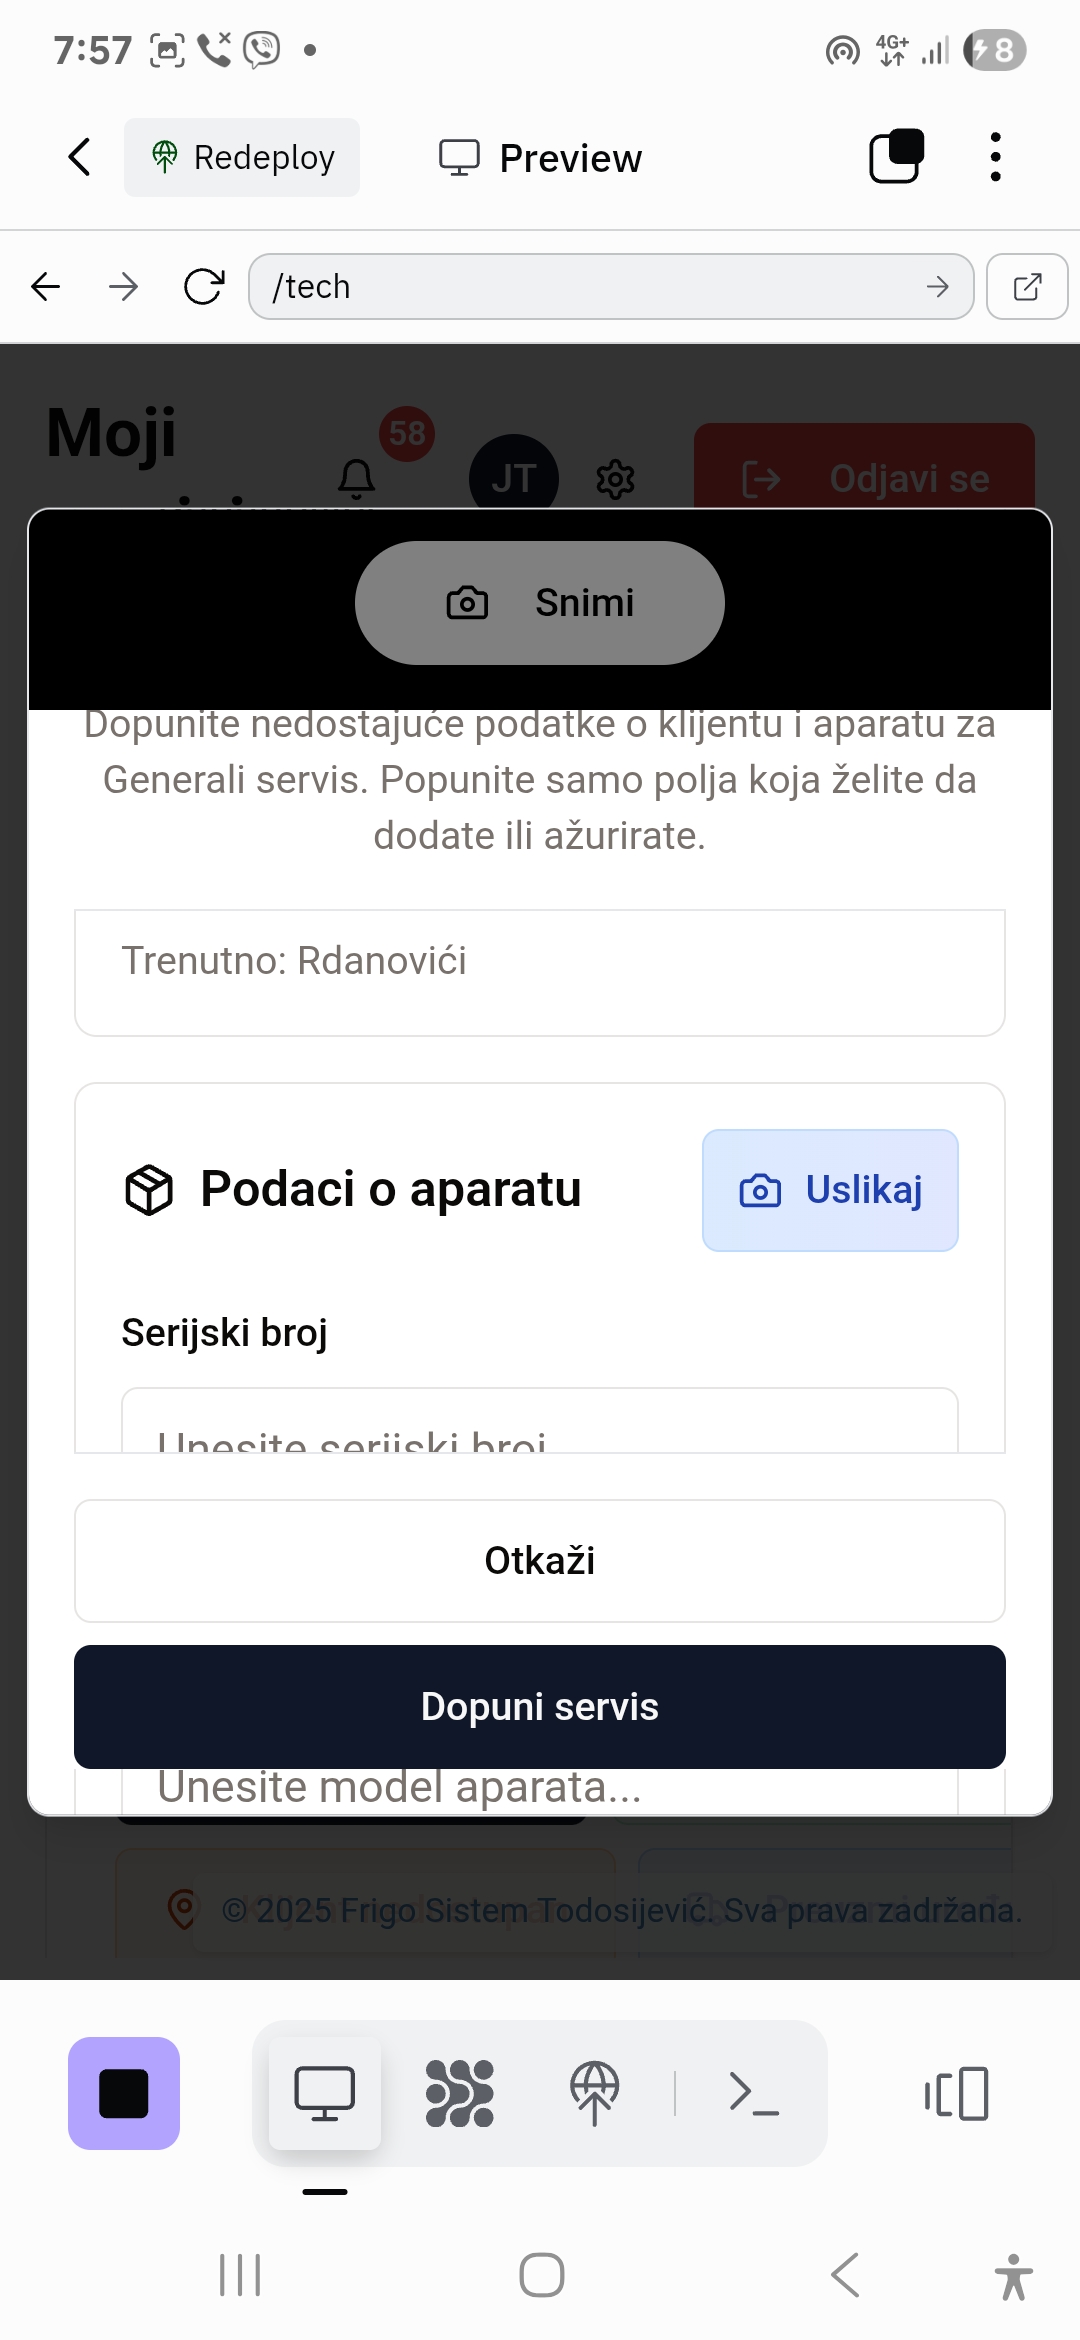 7:57
4G+
8
Redeploy
Preview
/tech
Moji
58
JT
Odjavi se
Snimi
Dopunite nedostajuće podatke o klijentu i aparatu za
Generali servis. Popunite samo polja koja želite da
dodate ili ažurirate.
Trenutno: Rdanovići
Podaci o aparatu
Uslikaj
Serijski broj
Unesite serijski broj
Otkaži
Dopuni servis
Unesite model aparata...
© 2025 Frigo Sistem Todosijević. Sva prava zadržana.